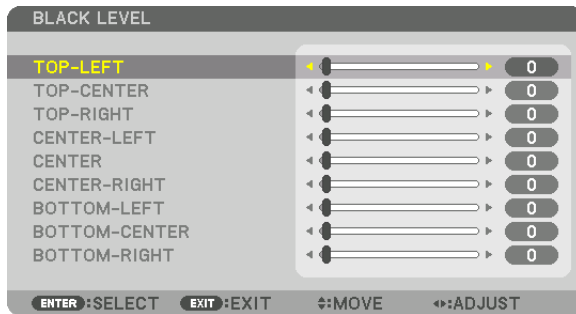 BLACK LEVEL
TOP-LEFT 0
TOP-CENTER 0
TOP-RIGHT 0
CENTER-LEFT 0
CENTER 0
CENTER-RIGHT 0
BOTTOM-LEFT 0
BOTTOM-CENTER 0
BOTTOM-RIGHT 0
ENTER :SELECT EXIT :EXIT :MOVE :ADJUST